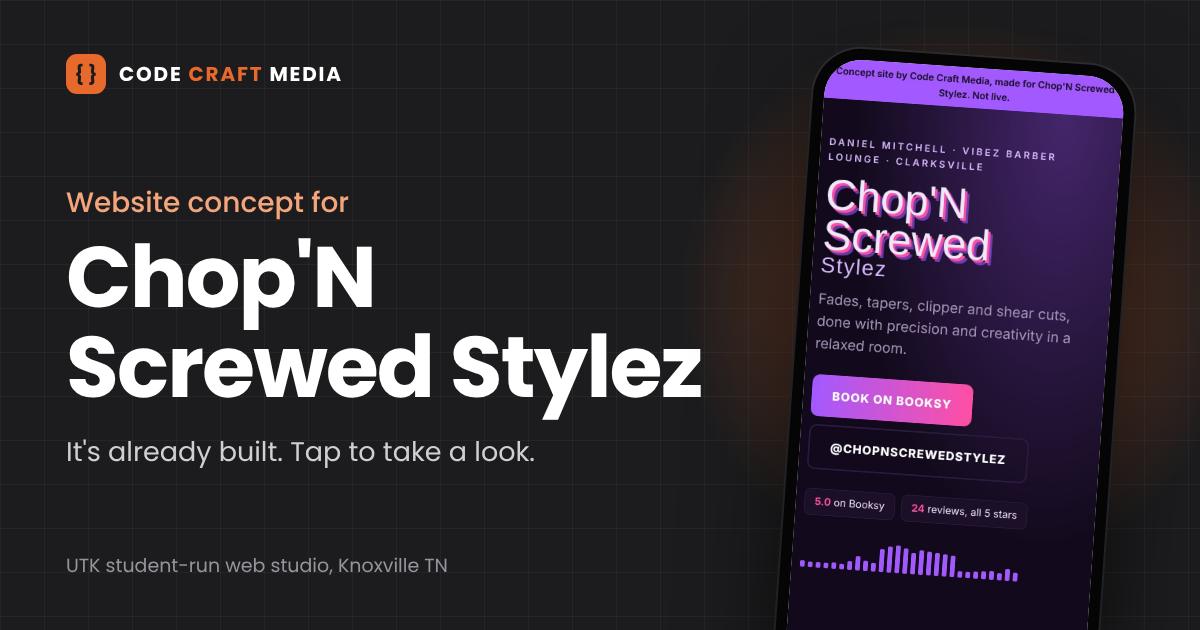 { } CODE CRAFT MEDIA
Website concept for
Chop'N
Screwed Stylez
It's already built. Tap to take a look.
UTK student-run web studio, Knoxville TN
Concept site by Code Craft Media, made for Chop'N Screwed
Stylez. Not live.
DANIEL MITCHELL · VIBEZ BARBER
LOUNGE · CLARKSVILLE
Chop'N
Screwed
Stylez
Fades, tapers, clipper and shear cuts,
done with precision and creativity in a
relaxed room.
BOOK ON BOOKSY
@CHOPNSCREWEDSTYLEZ
5.0 on Booksy
24 reviews, all 5 stars